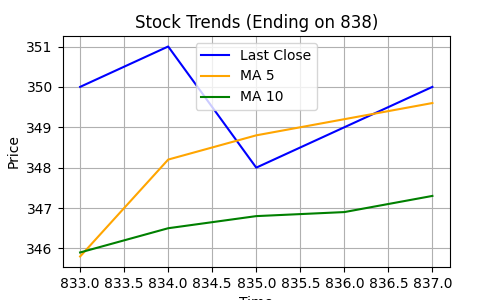 Stock Trends (Ending on 838)
Last Close
MA 5
MA 10
Price
351
350
349
348
347
346
833.0 833.5 834.0 834.5 835.0 835.5 836.0 836.5 837.0
Time